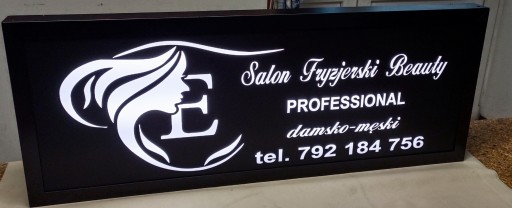 E
Salon Fryzjerski Beauty
PROFESSIONAL
damsko-męski
tel. 792 184 756